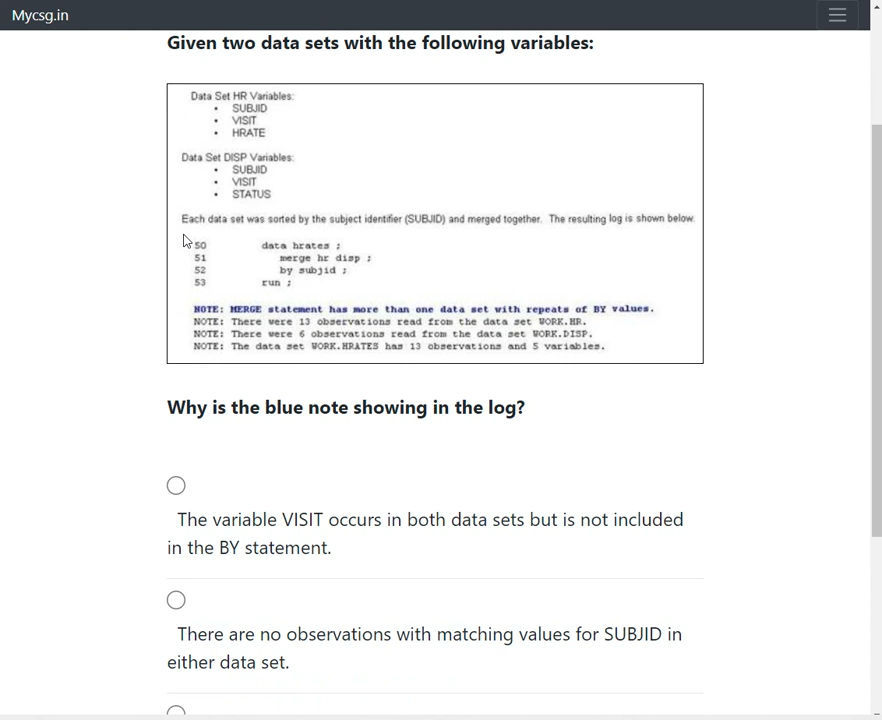 Mycsg.in
Given two data sets with the following variables:
Data Set HR Variables:
• SUBJID
• VISIT
• HRATE
Data Set DISP Variables:
• SUBJID
• VISIT
• STATUS
Each data set was sorted by the subject identifier (SUBJID) and merged together. The resulting log is shown below.
50 data hrates ;
51 merge hr disp ;
52 by subjid ;
53 run ;
NOTE: MERGE statement has more than one data set with repeats of BY values.
NOTE: There were 13 observations read from the data set WORK.HR.
NOTE: There were 6 observations read from the data set WORK.DISP.
NOTE: The data set WORK.HRATES has 13 observations and 5 variables.
Why is the blue note showing in the log?
The variable VISIT occurs in both data sets but is not included
in the BY statement.
There are no observations with matching values for SUBJID in
either data set.